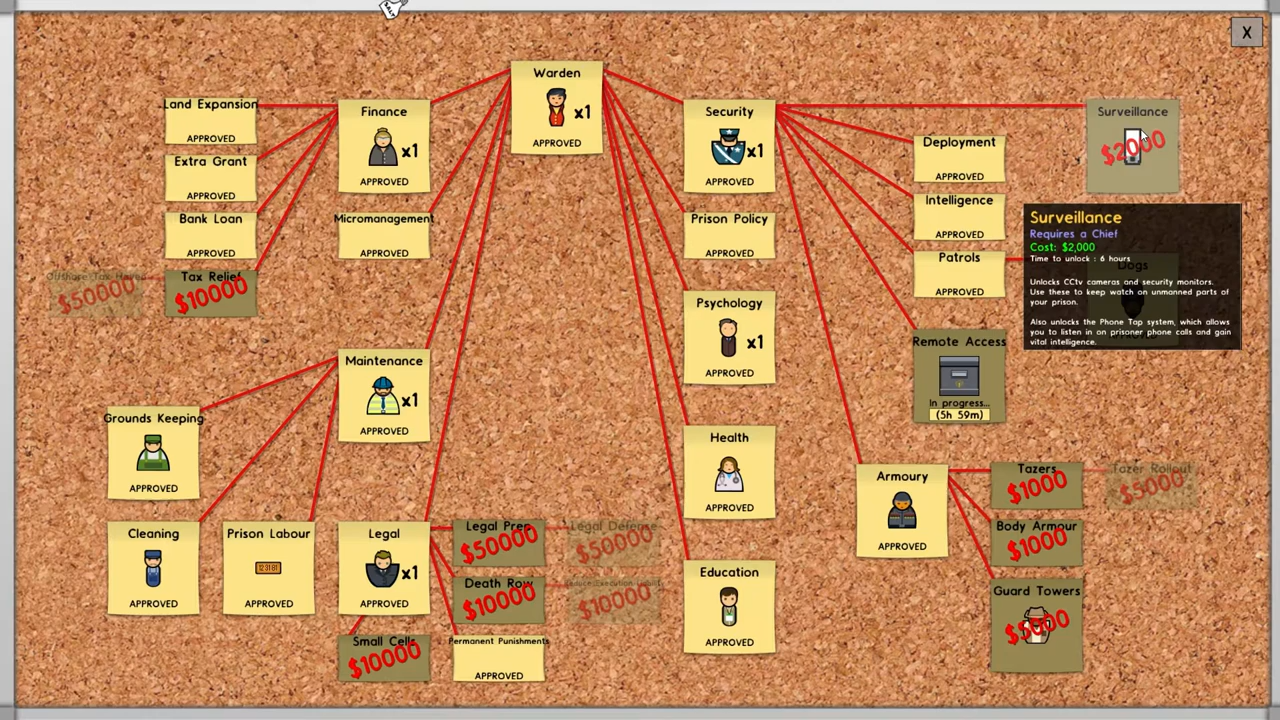 X
Warden
x1
APPROVED
Land Expansion
APPROVED
Finance
x1
APPROVED
Extra Grant
APPROVED
Bank Loan
APPROVED
Micromanagement
APPROVED
Offshore Tax Haven
$50000
Tax Relief
$10000
Security
x1
APPROVED
Prison Policy
APPROVED
Deployment
APPROVED
Intelligence
APPROVED
Patrols
APPROVED
Surveillance
$2000
Surveillance
Requires a Chief
Cost: $2,000
Time to unlock : 6 hours
Unlocks CCtv cameras and security monitors.
Use these to keep watch on unmanned parts of
your prison.
Also unlocks the Phone Tap system, which allows
you to listen in on prisoner phone calls and gain
vital intelligence.
Dogs
Psychology
x1
APPROVED
Remote Access
In progress...
(5h 59m)
Maintenance
x1
APPROVED
Grounds Keeping
APPROVED
Cleaning
APPROVED
Prison Labour
APPROVED
Legal
x1
APPROVED
Legal Prep
$50000
Legal Defense
$50000
Death Row
$10000
$10000
Small Cells
$10000
Permanent Punishments
APPROVED
Health
APPROVED
Education
APPROVED
Armoury
APPROVED
Tazers
$1000
Tazer Rollout
$5000
Body Armour
$1000
Guard Towers
$5000